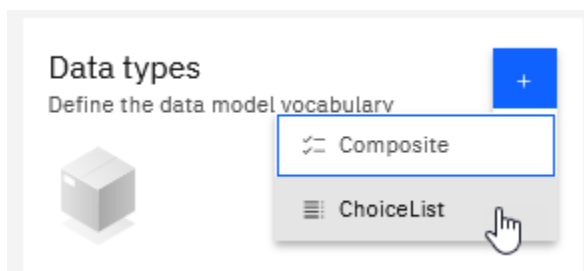 Data types
+
Define the data model vocabulary
Composite
ChoiceList